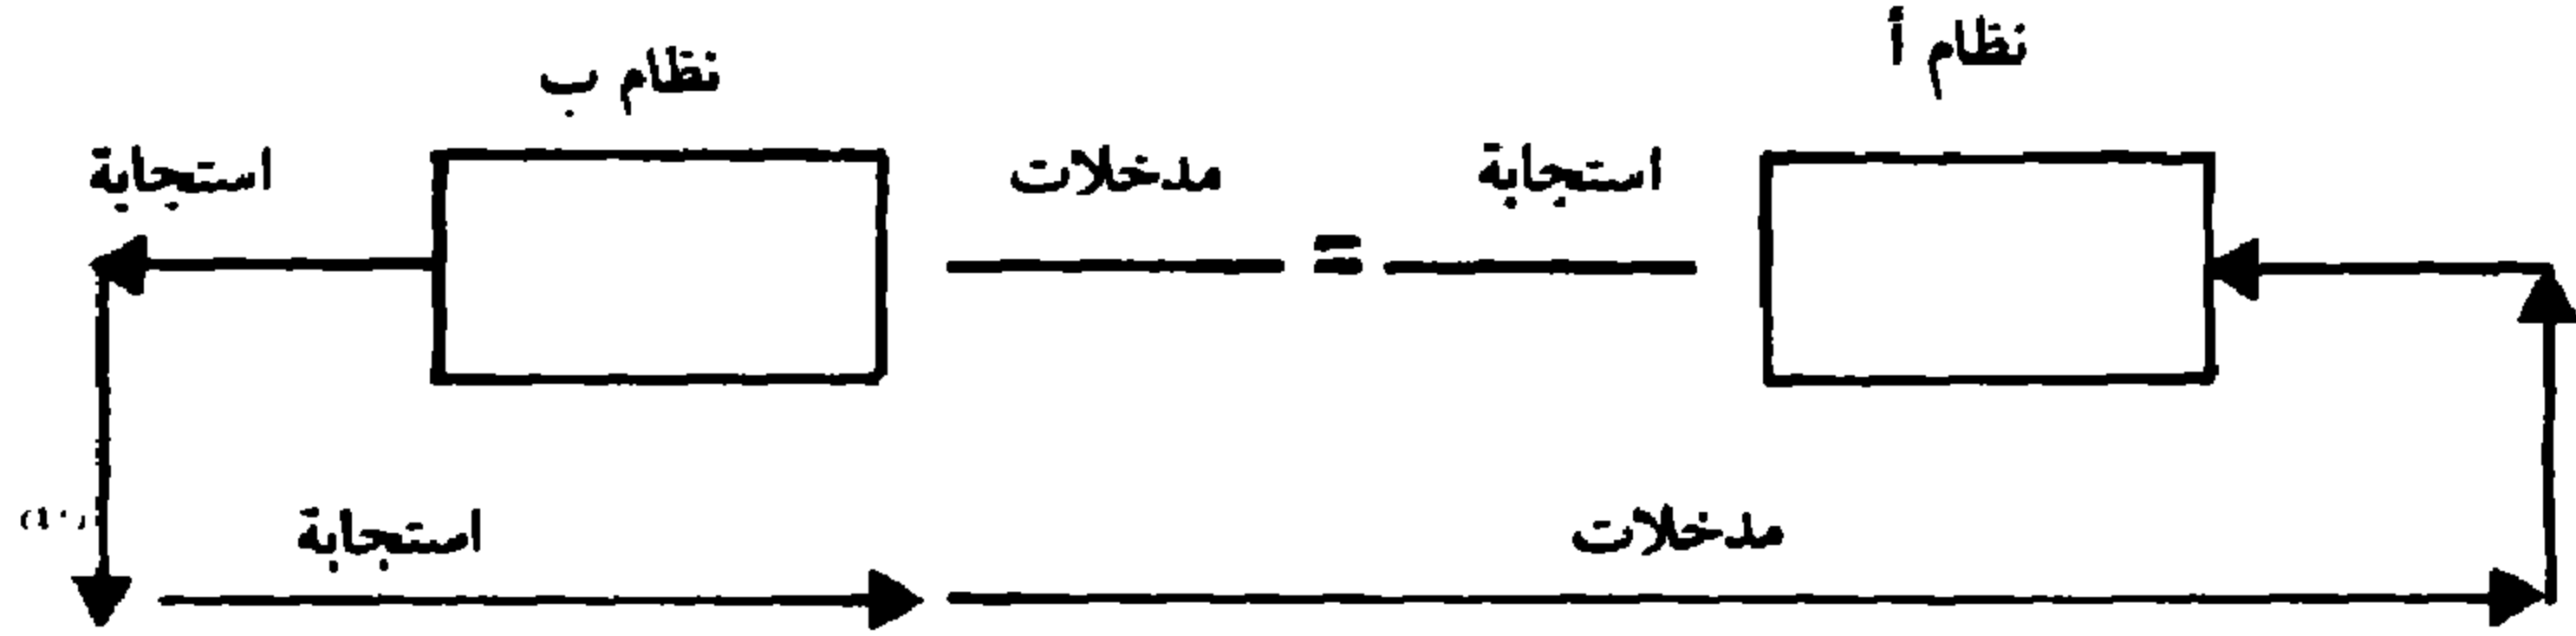 نظام أ
نظام ب
استجابة
مدخلات
=
استجابة
مدخلات
استجابة